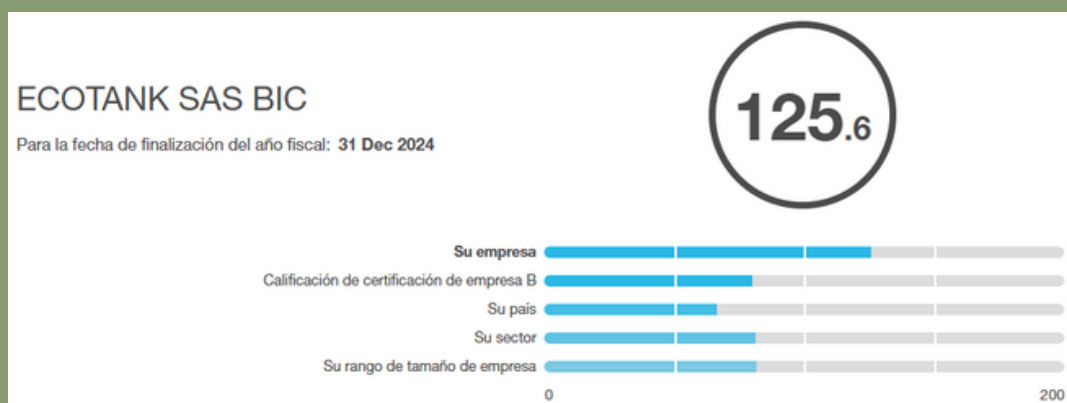 ECOTANK SAS BIC
Para la fecha de finalización del año fiscal: 31 Dec 2024
125.6
Su empresa
Calificación de certificación de empresa B
Su país
Su sector
Su rango de tamaño de empresa
0
200